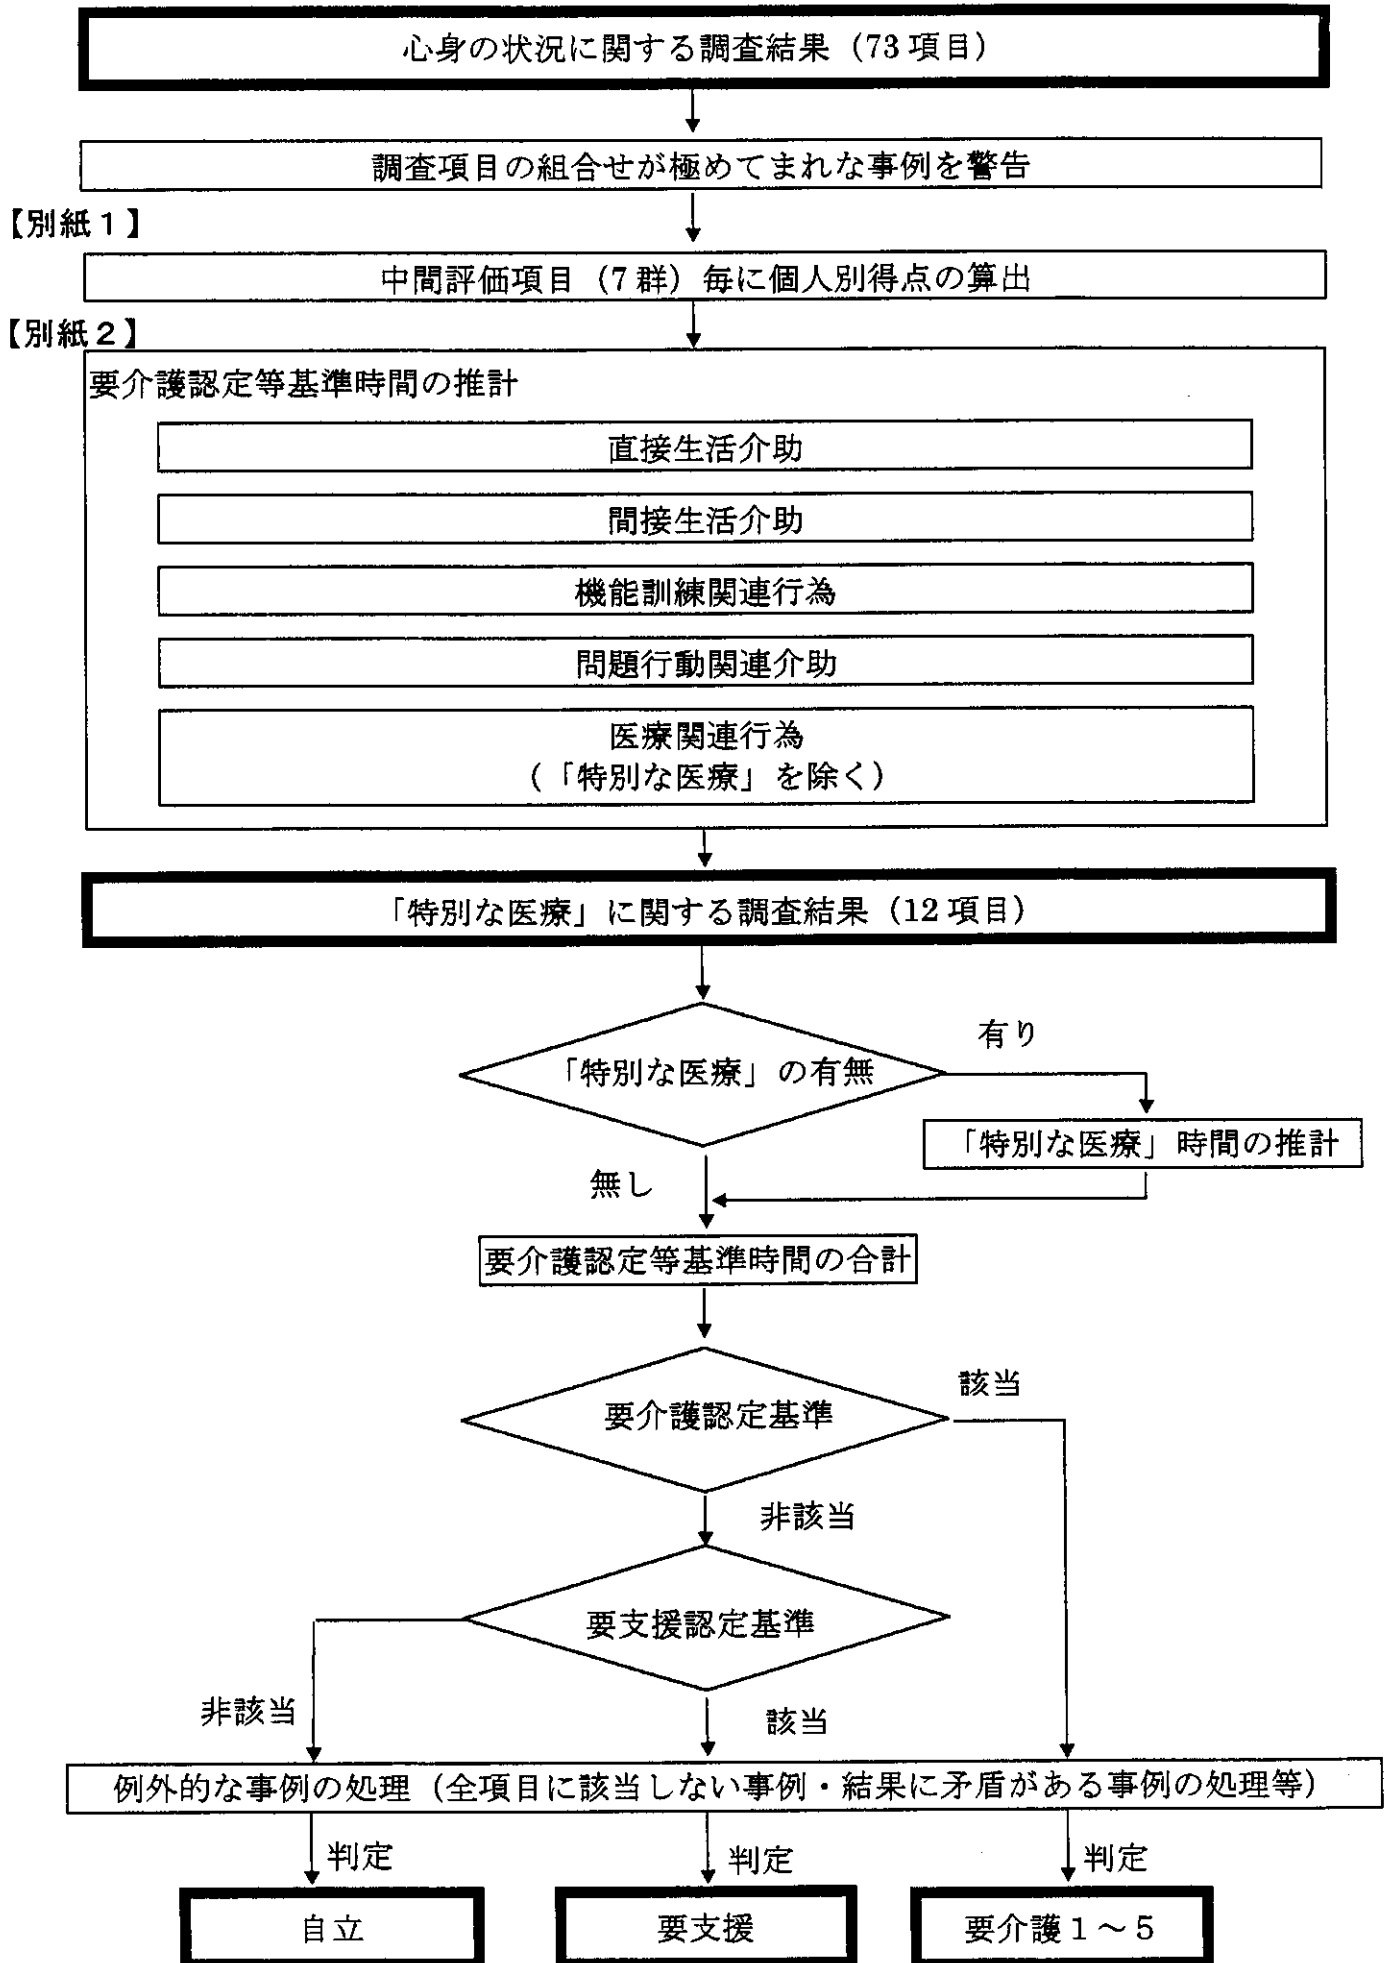 心身の状況に関する調査結果（73項目）
調査項目の組合せが極めてまれな事例を警告
【別紙１】
中間評価項目（7群）毎に個人別得点の算出
【別紙２】
要介護認定等基準時間の推計
直接生活介助
間接生活介助
機能訓練関連行為
問題行動関連介助
医療関連行為
（「特別な医療」を除く）
「特別な医療」に関する調査結果（12項目）
有り
「特別な医療」の有無
「特別な医療」時間の推計
無し
要介護認定等基準時間の合計
該当
要介護認定基準
非該当
要支援認定基準
非該当
該当
例外的な事例の処理（全項目に該当しない事例・結果に矛盾がある事例の処理等）
判定
判定
判定
自立
要支援
要介護１～５